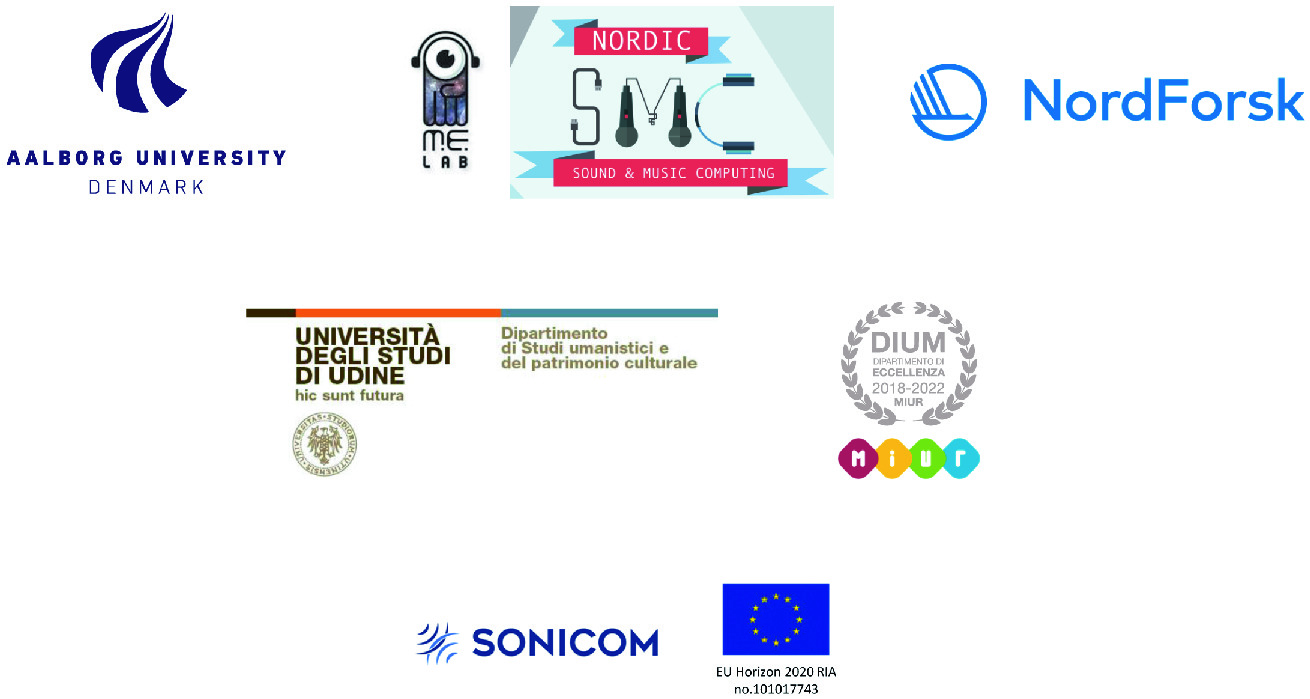 AALBORG UNIVERSITY
DENMARK
M.E.
LAB
NORDIC
SMC
SOUND & MUSIC COMPUTING
NordForsk
UNIVERSITÀ
DEGLI STUDI
DI UDINE
hic sunt futura
UNIVERSITAS·STUDIORUM·UTINENSIS·
Dipartimento
di Studi umanistici e
del patrimonio culturale
DIUM
DIPARTIMENTO DI
ECCELLENZA
2018-2022
MIUR
MiUr
SONICOM
EU Horizon 2020 RIA
no.101017743